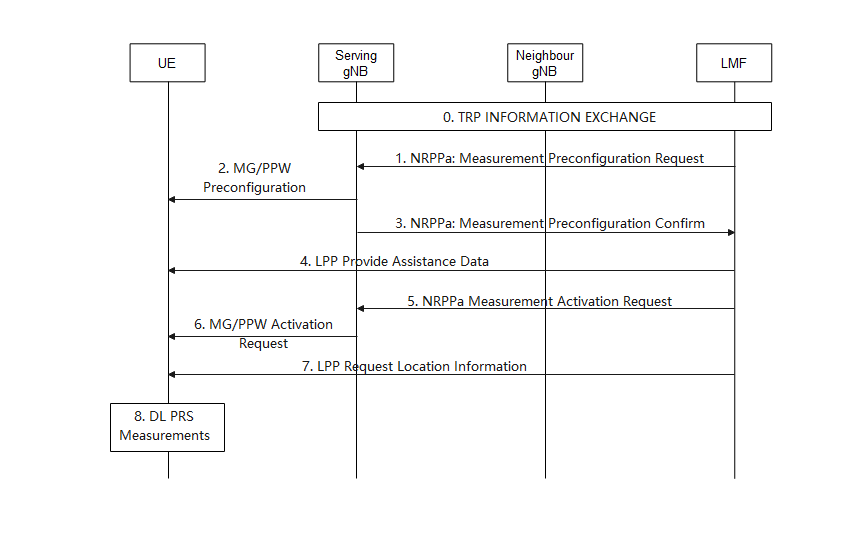 UE
Serving
gNB
Neighbour
gNB
LMF
0. TRP INFORMATION EXCHANGE
1. NRPPa: Measurement Preconfiguration Request
2. MG/PPW
Preconfiguration
3. NRPPa: Measurement Preconfiguration Confirm
4. LPP Provide Assistance Data
5. NRPPa Measurement Activation Request
6. MG/PPW Activation
Request
7. LPP Request Location Information
8. DL PRS
Measurements